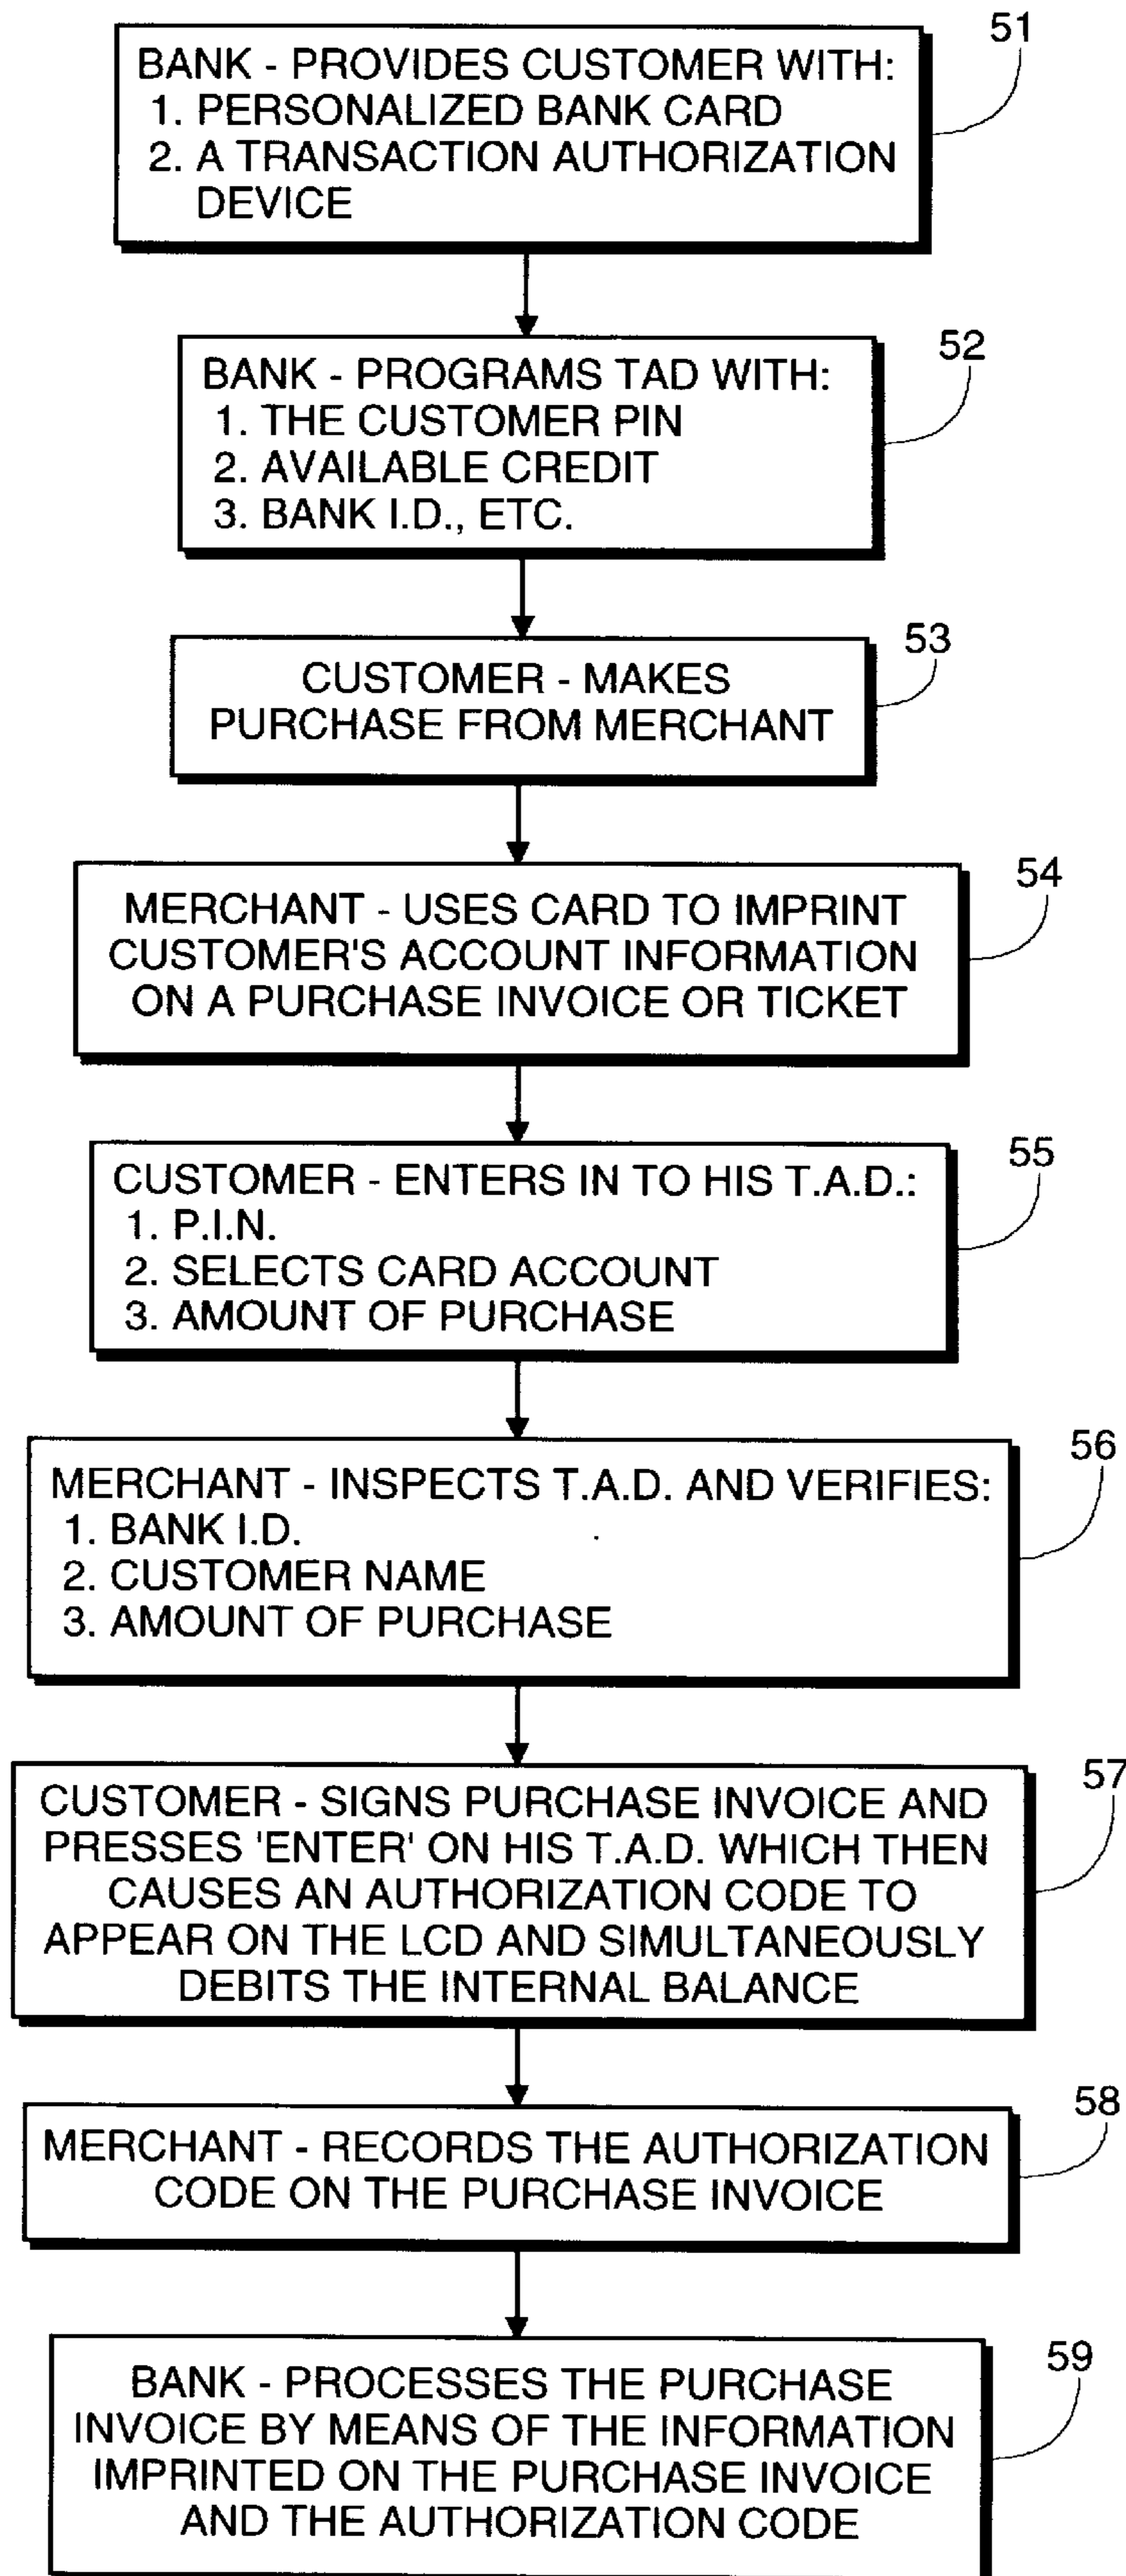 51
BANK - PROVIDES CUSTOMER WITH:
1. PERSONALIZED BANK CARD
2. A TRANSACTION AUTHORIZATION
DEVICE
52
BANK - PROGRAMS TAD WITH:
1. THE CUSTOMER PIN
2. AVAILABLE CREDIT
3. BANK I.D., ETC.
53
CUSTOMER - MAKES
PURCHASE FROM MERCHANT
54
MERCHANT - USES CARD TO IMPRINT
CUSTOMER'S ACCOUNT INFORMATION
ON A PURCHASE INVOICE OR TICKET
55
CUSTOMER - ENTERS IN TO HIS T.A.D.:
1. P.I.N.
2. SELECTS CARD ACCOUNT
3. AMOUNT OF PURCHASE
56
MERCHANT - INSPECTS T.A.D. AND VERIFIES:
1. BANK I.D.
2. CUSTOMER NAME
3. AMOUNT OF PURCHASE
57
CUSTOMER - SIGNS PURCHASE INVOICE AND
PRESSES 'ENTER' ON HIS T.A.D. WHICH THEN
CAUSES AN AUTHORIZATION CODE TO
APPEAR ON THE LCD AND SIMULTANEOUSLY
DEBITS THE INTERNAL BALANCE
58
MERCHANT - RECORDS THE AUTHORIZATION
CODE ON THE PURCHASE INVOICE
59
BANK - PROCESSES THE PURCHASE
INVOICE BY MEANS OF THE INFORMATION
IMPRINTED ON THE PURCHASE INVOICE
AND THE AUTHORIZATION CODE